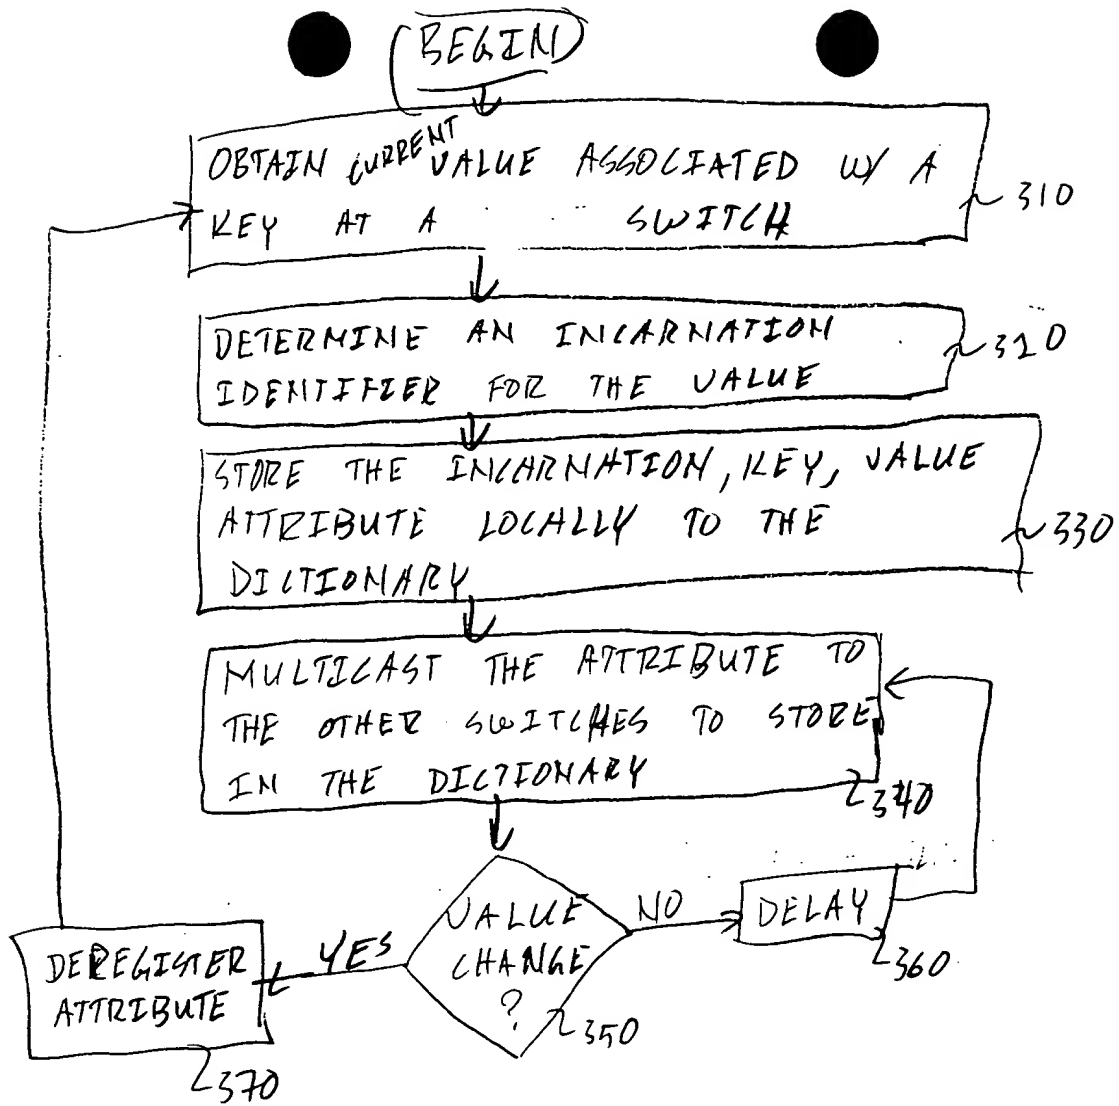 BEGIN
OBTAIN CURRENT VALUE ASSOCIATED W/ A
KEY AT A SWITCH
310
DETERMINE AN INCARNATION
IDENTIFIER FOR THE VALUE
320
STORE THE INCARNATION, KEY, VALUE
ATTRIBUTE LOCALLY TO THE
DICTIONARY
330
MULTICAST THE ATTRIBUTE TO
THE OTHER SWITCHES TO STORE
IN THE DICTIONARY
340
VALUE
CHANGE
?
350
NO
DELAY
360
YES
DEREGISTER
ATTRIBUTE
370